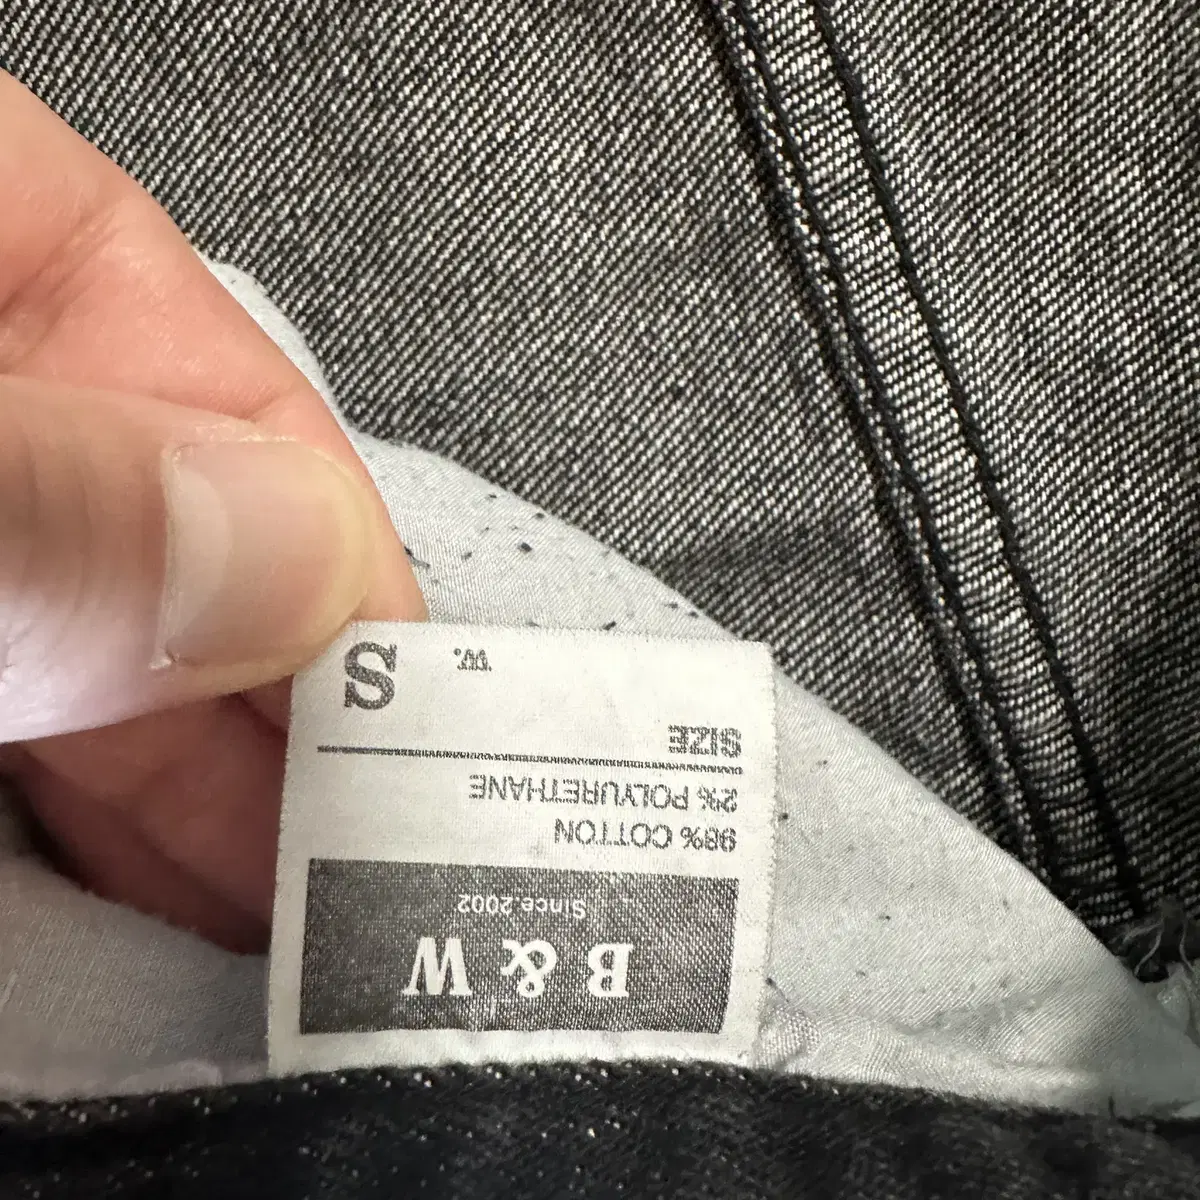 B & W
Since.2002
98% COTTON
2% POLYURETHANE
SIZE
W. S